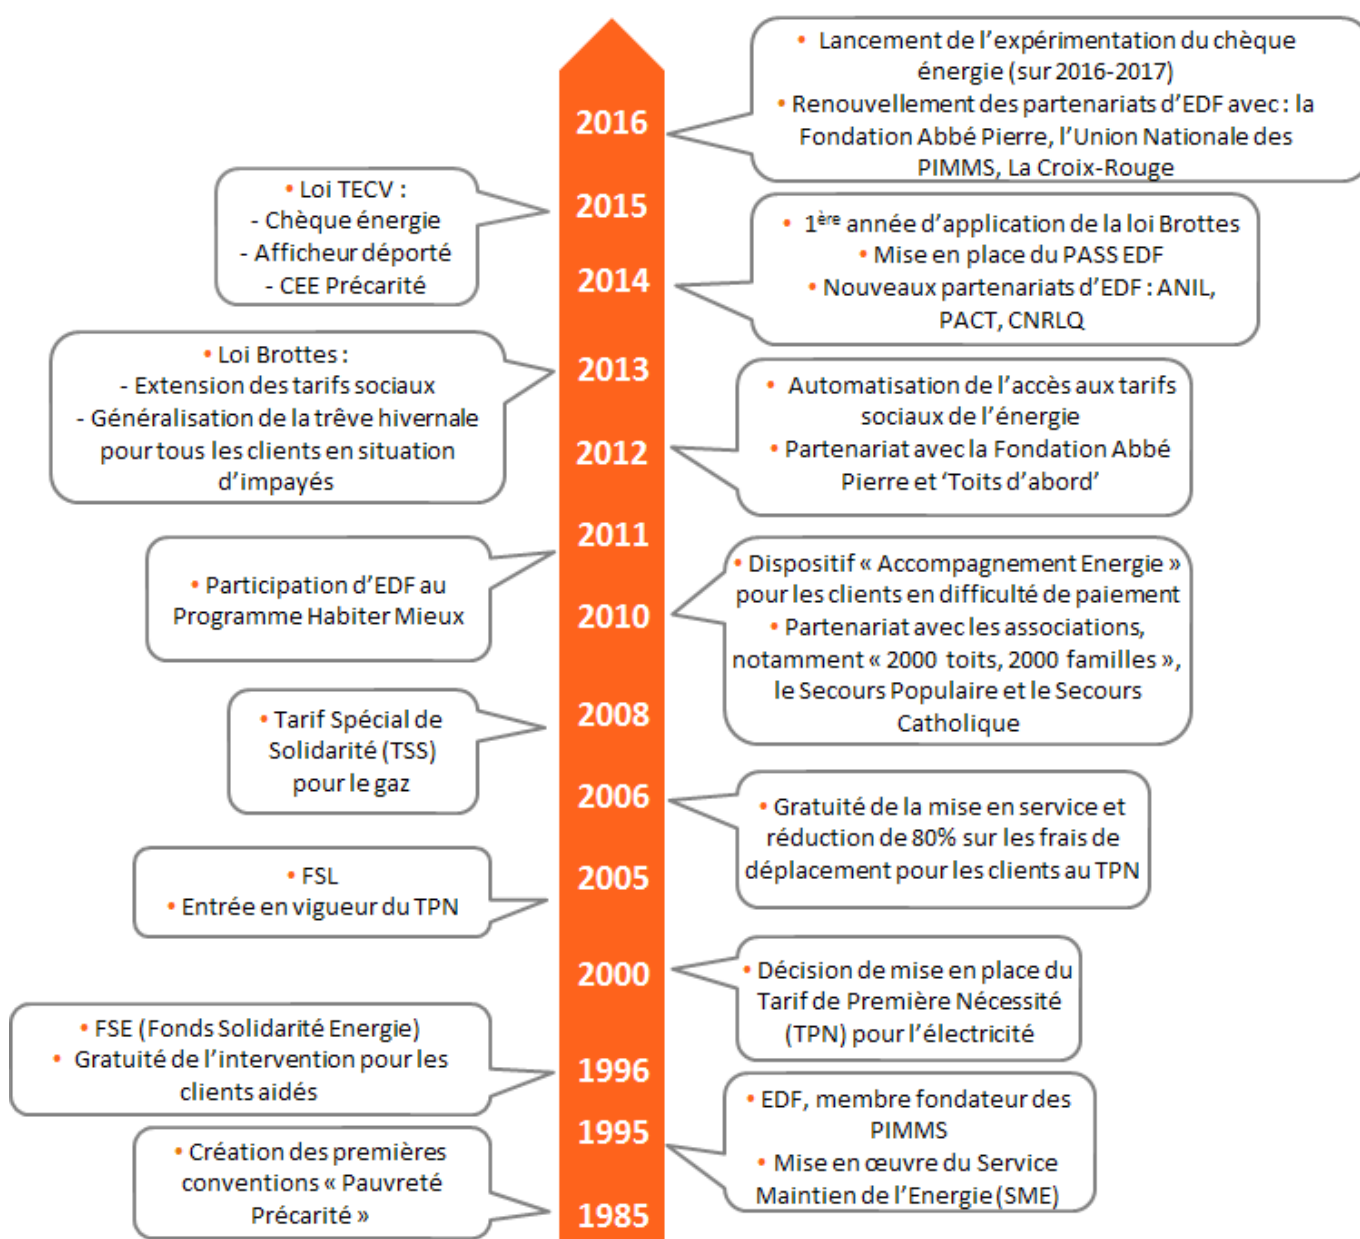 2016
• Lancement de l’expérimentation du chèque
énergie (sur 2016-2017)
• Renouvellement des partenariats d’EDF avec : la
Fondation Abbé Pierre, l’Union Nationale des
PIMMS, La Croix-Rouge
2015
• Loi TECV :
- Chèque énergie
- Afficheur déporté
- CEE Précarité
2014
• 1ère année d’application de la loi Brottes
• Mise en place du PASS EDF
• Nouveaux partenariats d’EDF : ANIL,
PACT, CNRLQ
2013
• Loi Brottes :
- Extension des tarifs sociaux
- Généralisation de la trêve hivernale
pour tous les clients en situation
d’impayés
2012
• Automatisation de l’accès aux tarifs
sociaux de l’énergie
• Partenariat avec la Fondation Abbé
Pierre et ‘Toits d’abord’
2011
• Participation d’EDF au
Programme Habiter Mieux
2010
• Dispositif « Accompagnement Energie »
pour les clients en difficulté de paiement
• Partenariat avec les associations,
notamment « 2000 toits, 2000 familles »,
le Secours Populaire et le Secours
Catholique
2008
• Tarif Spécial de
Solidarité (TSS)
pour le gaz
2006
• Gratuité de la mise en service et
réduction de 80% sur les frais de
déplacement pour les clients au TPN
2005
• FSL
• Entrée en vigueur du TPN
2000
• Décision de mise en place du
Tarif de Première Nécessité
(TPN) pour l’électricité
1996
• FSE (Fonds Solidarité Energie)
• Gratuité de l’intervention pour les
clients aidés
1995
• EDF, membre fondateur des
PIMMS
• Mise en œuvre du Service
Maintien de l’Energie (SME)
1985
• Création des premières
conventions « Pauvreté
Précarité »